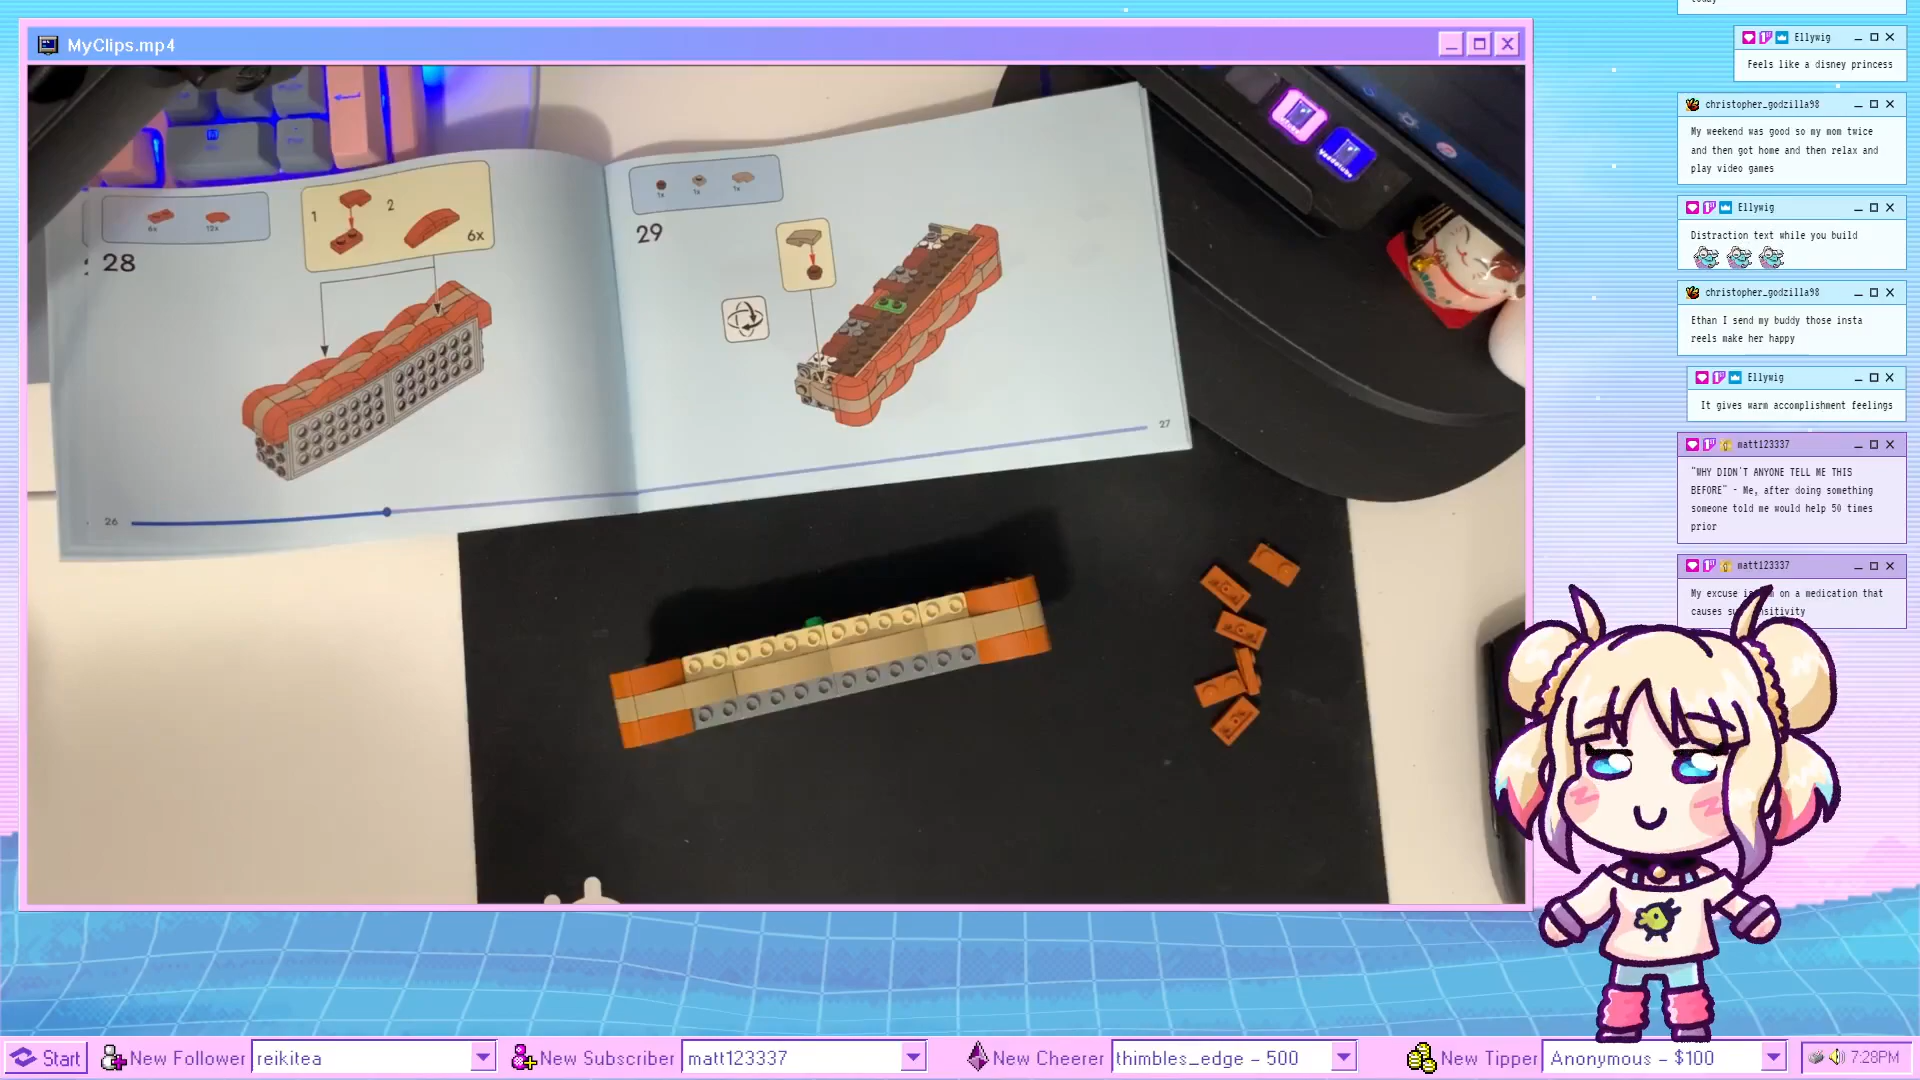 MyClips.mp4
6x
12x
1
2
6x
28
26
1x
1x
1x
29
27
Ellywig
Feels like a disney princess
christopher_godzilla98
My weekend was good so my mom twice
and then got home and then relax and
play video games
Ellywig
Distraction text while you build
christopher_godzilla98
Ethan I send my buddy those insta
reels make her happy
Ellywig
It gives warm accomplishment feelings
matt123337
"WHY DIDN'T ANYONE TELL ME THIS
BEFORE" - Me, after doing something
someone told me would help 50 times
prior
matt123337
My excuse on a medication that
causes
Start
New Follower
reikitea
New Subscriber
matt123337
New Cheerer
thimbles_edge - 500
New Tipper
Anonymous - $100
7:28PM